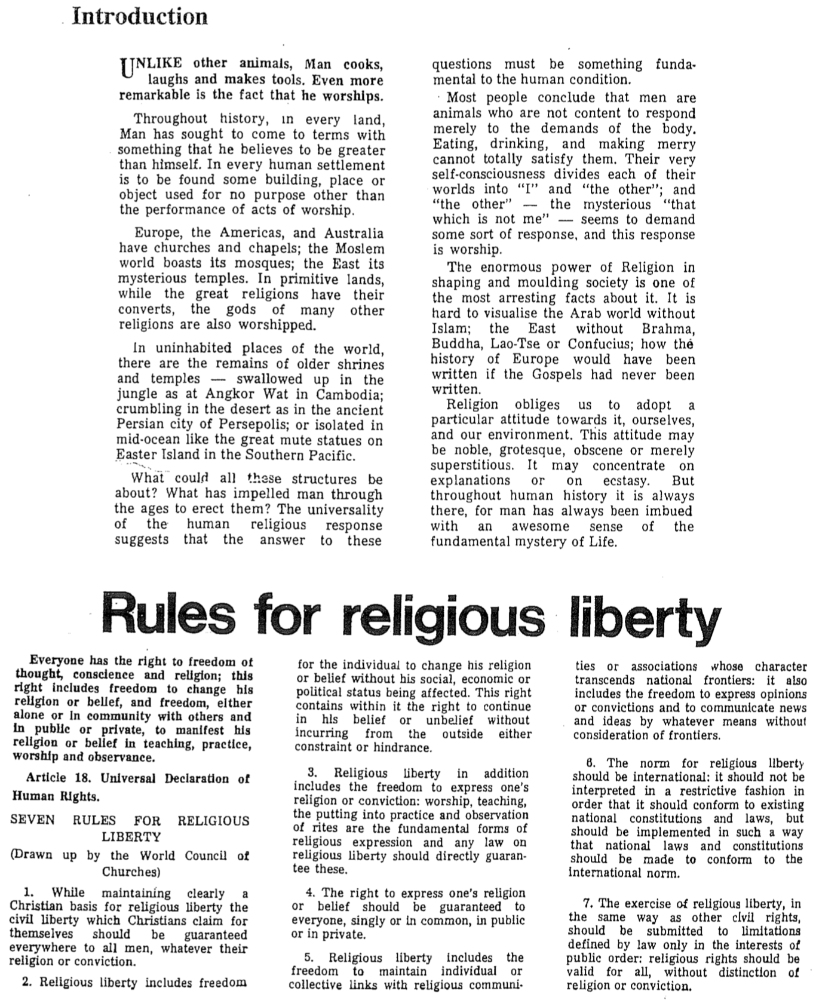 Introduction
UNLIKE other animals, Man cooks,
laughs and makes tools. Even more
remarkable is the fact that he worships.
Throughout history, in every land,
Man has sought to come to terms with
something that he believes to be greater
than himself. In every human settlement
is to be found some building, place or
object used for no purpose other than
the performance of acts of worship.
Europe, the Americas, and Australia
have churches and chapels; the Moslem
world boasts its mosques; the East its
mysterious temples. In primitive lands,
while the great religions have their
converts, the gods of many other
religions are also worshipped.
In uninhabited places of the world,
there are the remains of older shrines
and temples — swallowed up in the
jungle as at Angkor Wat in Cambodia;
crumbling in the desert as in the ancient
Persian city of Persepolis; or isolated in
mid-ocean like the great mute statues on
Easter Island in the Southern Pacific.
What could all these structures be
about? What has impelled man through
the ages to erect them? The universality
of the human religious response
suggests that the answer to these
questions must be something funda-
mental to the human condition.
Most people conclude that men are
animals who are not content to respond
merely to the demands of the body.
Eating, drinking, and making merry
cannot totally satisfy them. Their very
self-consciousness divides each of their
worlds into "I" and "the other"; and
"the other" — the mysterious "that
which is not me" — seems to demand
some sort of response, and this response
is worship.
The enormous power of Religion in
shaping and moulding society is one of
the most arresting facts about it. It is
hard to visualise the Arab world without
Islam; the East without Brahma,
Buddha, Lao-Tse or Confucius; how the
history of Europe would have been
written if the Gospels had never been
written.
Religion obliges us to adopt a
particular attitude towards it, ourselves,
and our environment. This attitude may
be noble, grotesque, obscene or merely
superstitious. It may concentrate on
explanations or on ecstasy. But
throughout human history it is always
there, for man has always been imbued
with an awesome sense of the
fundamental mystery of Life.
Rules for religious liberty
Everyone has the right to freedom of
thought, conscience and religion; this
right includes freedom to change his
religion or belief, and freedom, either
alone or in community with others and
in public or private, to manifest his
religion or belief in teaching, practice,
worship and observance.
Article 18. Universal Declaration of
Human Rights.
SEVEN RULES FOR RELIGIOUS
LIBERTY
(Drawn up by the World Council of
Churches)
1. While maintaining clearly a
Christian basis for religious liberty the
civil liberty which Christians claim for
themselves should be guaranteed
everywhere to all men, whatever their
religion or conviction.
2. Religious liberty includes freedom
for the individual to change his religion
or belief without his social, economic or
political status being affected. This right
contains within it the right to continue
in his belief or unbelief without
incurring from the outside either
constraint or hindrance.
3. Religious liberty in addition
includes the freedom to express one's
religion or conviction: worship, teaching,
the putting into practice and observation
of rites are the fundamental forms of
religious expression and any law on
religious liberty should directly guaran-
tee these.
4. The right to express one's religion
or belief should be guaranteed to
everyone, singly or in common, in public
or in private.
5. Religious liberty includes the
freedom to maintain individual or
collective links with religious communi-
ties or associations whose character
transcends national frontiers: it also
includes the freedom to express opinions
or convictions and to communicate news
and ideas by whatever means without
consideration of frontiers.
6. The norm for religious liberty
should be international: it should not be
interpreted in a restrictive fashion in
order that it should conform to existing
national constitutions and laws, but
should be implemented in such a way
that national laws and constitutions
should be made to conform to the
international norm.
7. The exercise of religious liberty, in
the same way as other civil rights,
should be submitted to limitations
defined by law only in the interests of
public order: religious rights should be
valid for all, without distinction of
religion or conviction.